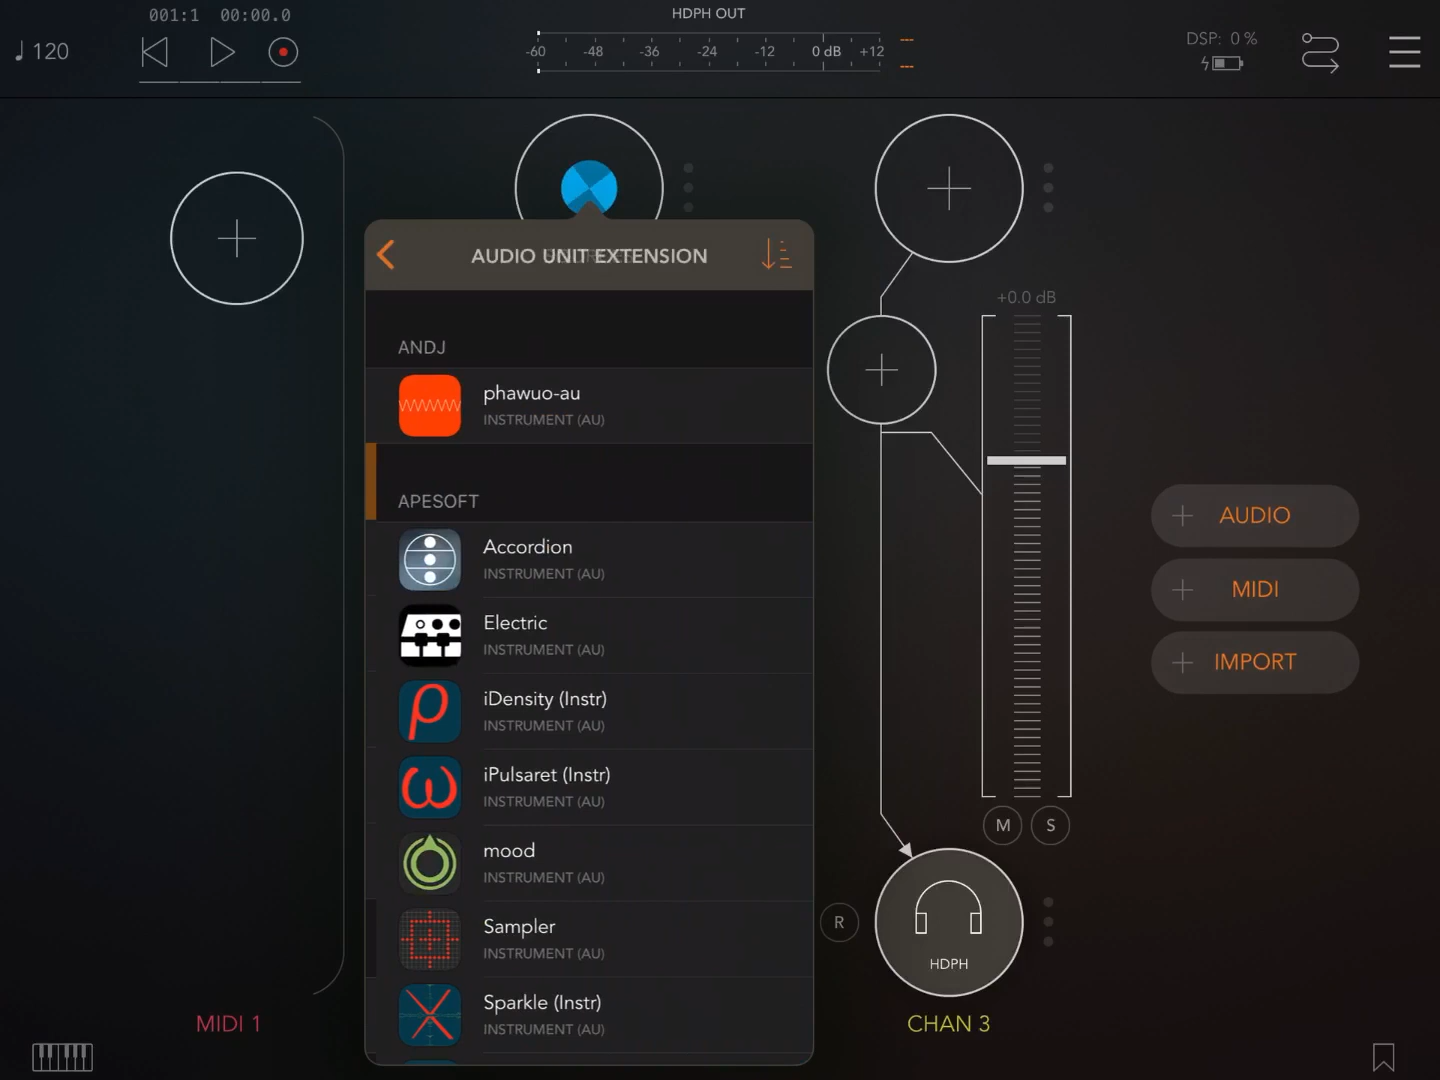 001:1 00:00.0
HDPH OUT
♩ 120
-60 -48 -36 -24 -12 0 dB +12
---
---
DSP: 0 %
AUDIO UNIT EXTENSION
ANDJ
phawuo-au
INSTRUMENT (AU)
APESOFT
Accordion
INSTRUMENT (AU)
Electric
INSTRUMENT (AU)
iDensity (Instr)
INSTRUMENT (AU)
iPulsaret (Instr)
INSTRUMENT (AU)
mood
INSTRUMENT (AU)
Sampler
INSTRUMENT (AU)
Sparkle (Instr)
INSTRUMENT (AU)
+0.0 dB
M S
R
HDPH
AUDIO
MIDI
IMPORT
MIDI 1
CHAN 3